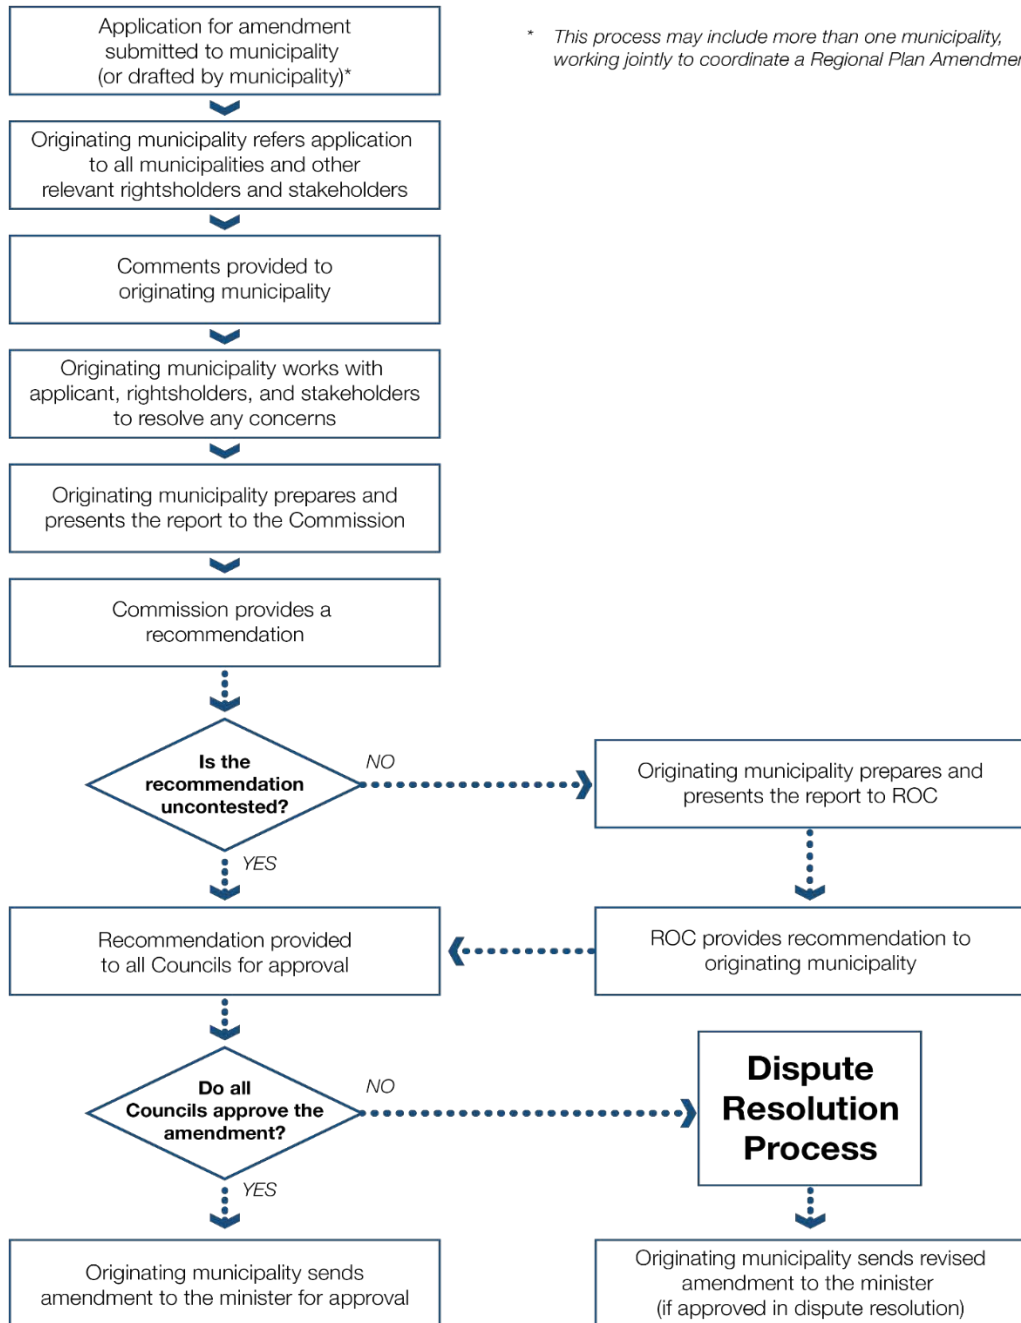 Application for amendment
submitted to municipality
(or drafted by municipality)*
* This process may include more than one municipality,
working jointly to coordinate a Regional Plan
Originating municipality refers application
to all municipalities and other
relevant rightsholders and stakeholders
Comments provided to
originating municipality
Originating municipality works with
applicant, rightsholders, and stakeholders
to resolve any concerns
Originating municipality prepares and
presents the report to the Commission
Commission provides a
recommendation
Is the
recommendation
uncontested?
NO
Originating municipality prepares and
presents the report to ROC
YES
Recommendation provided
to all Councils for approval
ROC provides recommendation to
originating municipality
Do all
Councils approve the
amendment?
NO
Dispute
Resolution
Process
YES
Originating municipality sends
amendment to the minister for approval
Originating municipality sends revised
amendment to the minister
(if approved in dispute resolution)